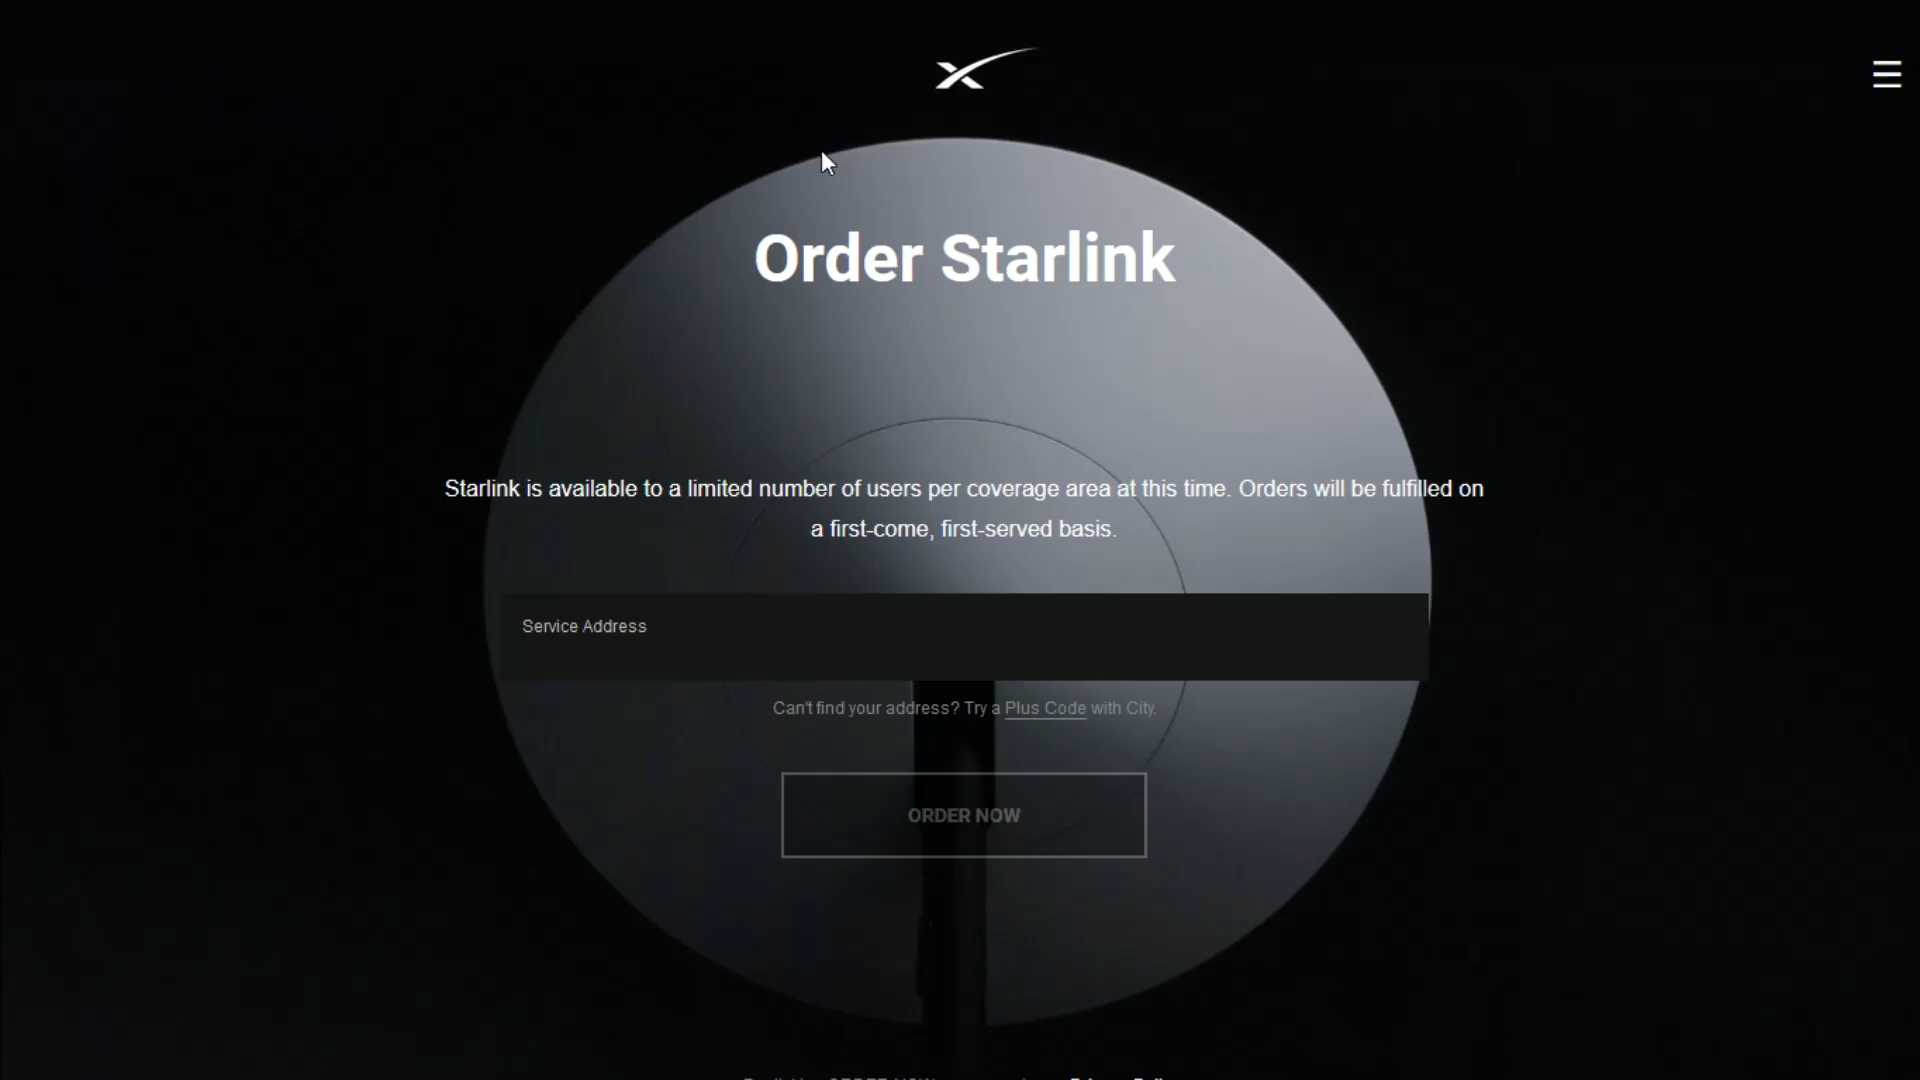 Order Starlink
Starlink is available to a limited number of users per coverage area at this time. Orders will be fulfilled on
a first-come, first-served basis.
Service Address
Can't find your address? Try a Plus Code with City.
ORDER NOW